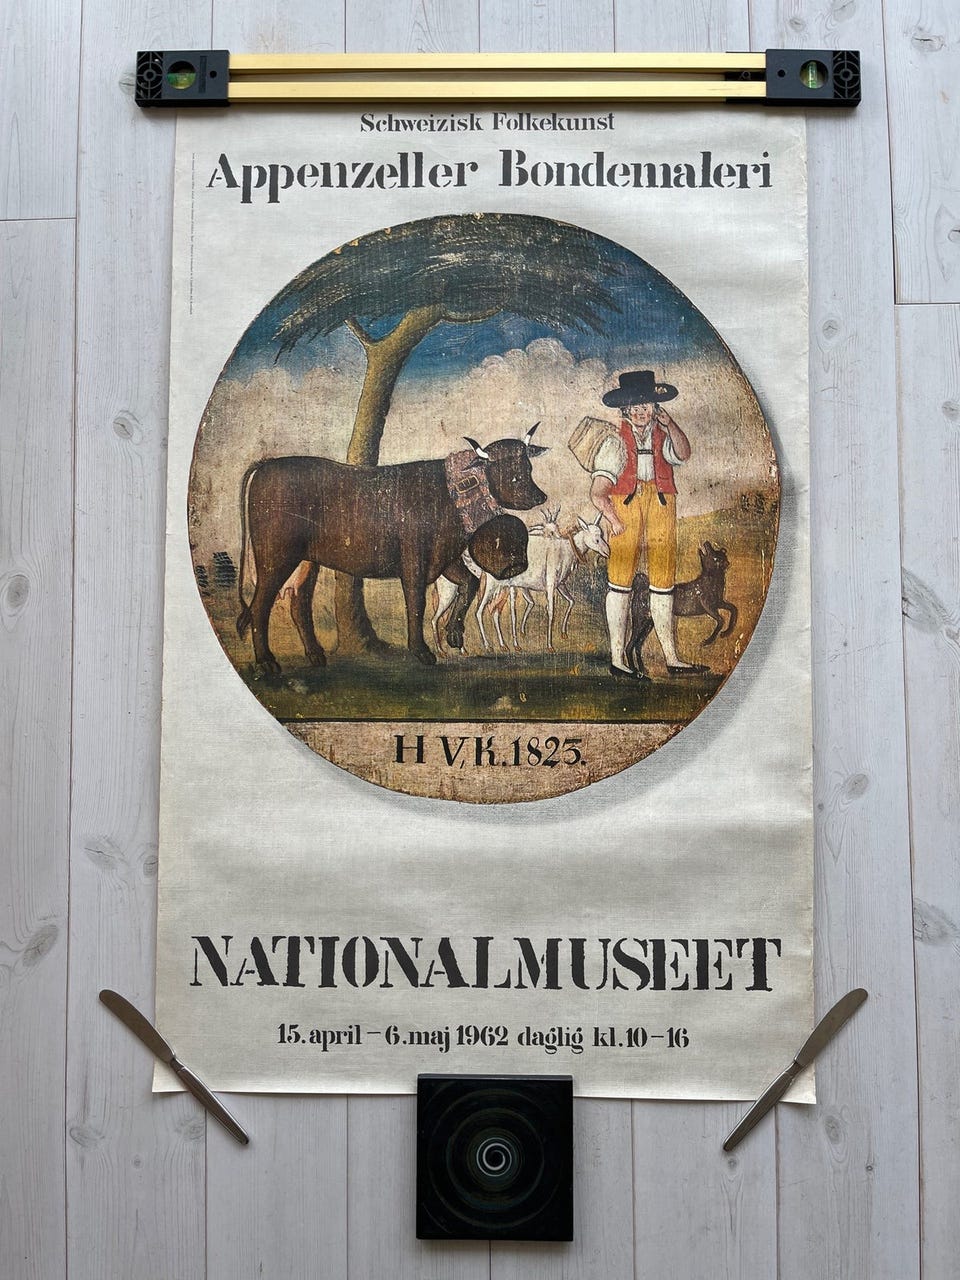 Schweizisk Folkekunst
Appenzeller Bondemaleri
H V, K. 1823.
NATIONALMUSEET
15. april – 6. maj 1962 daglig kl. 10 – 16